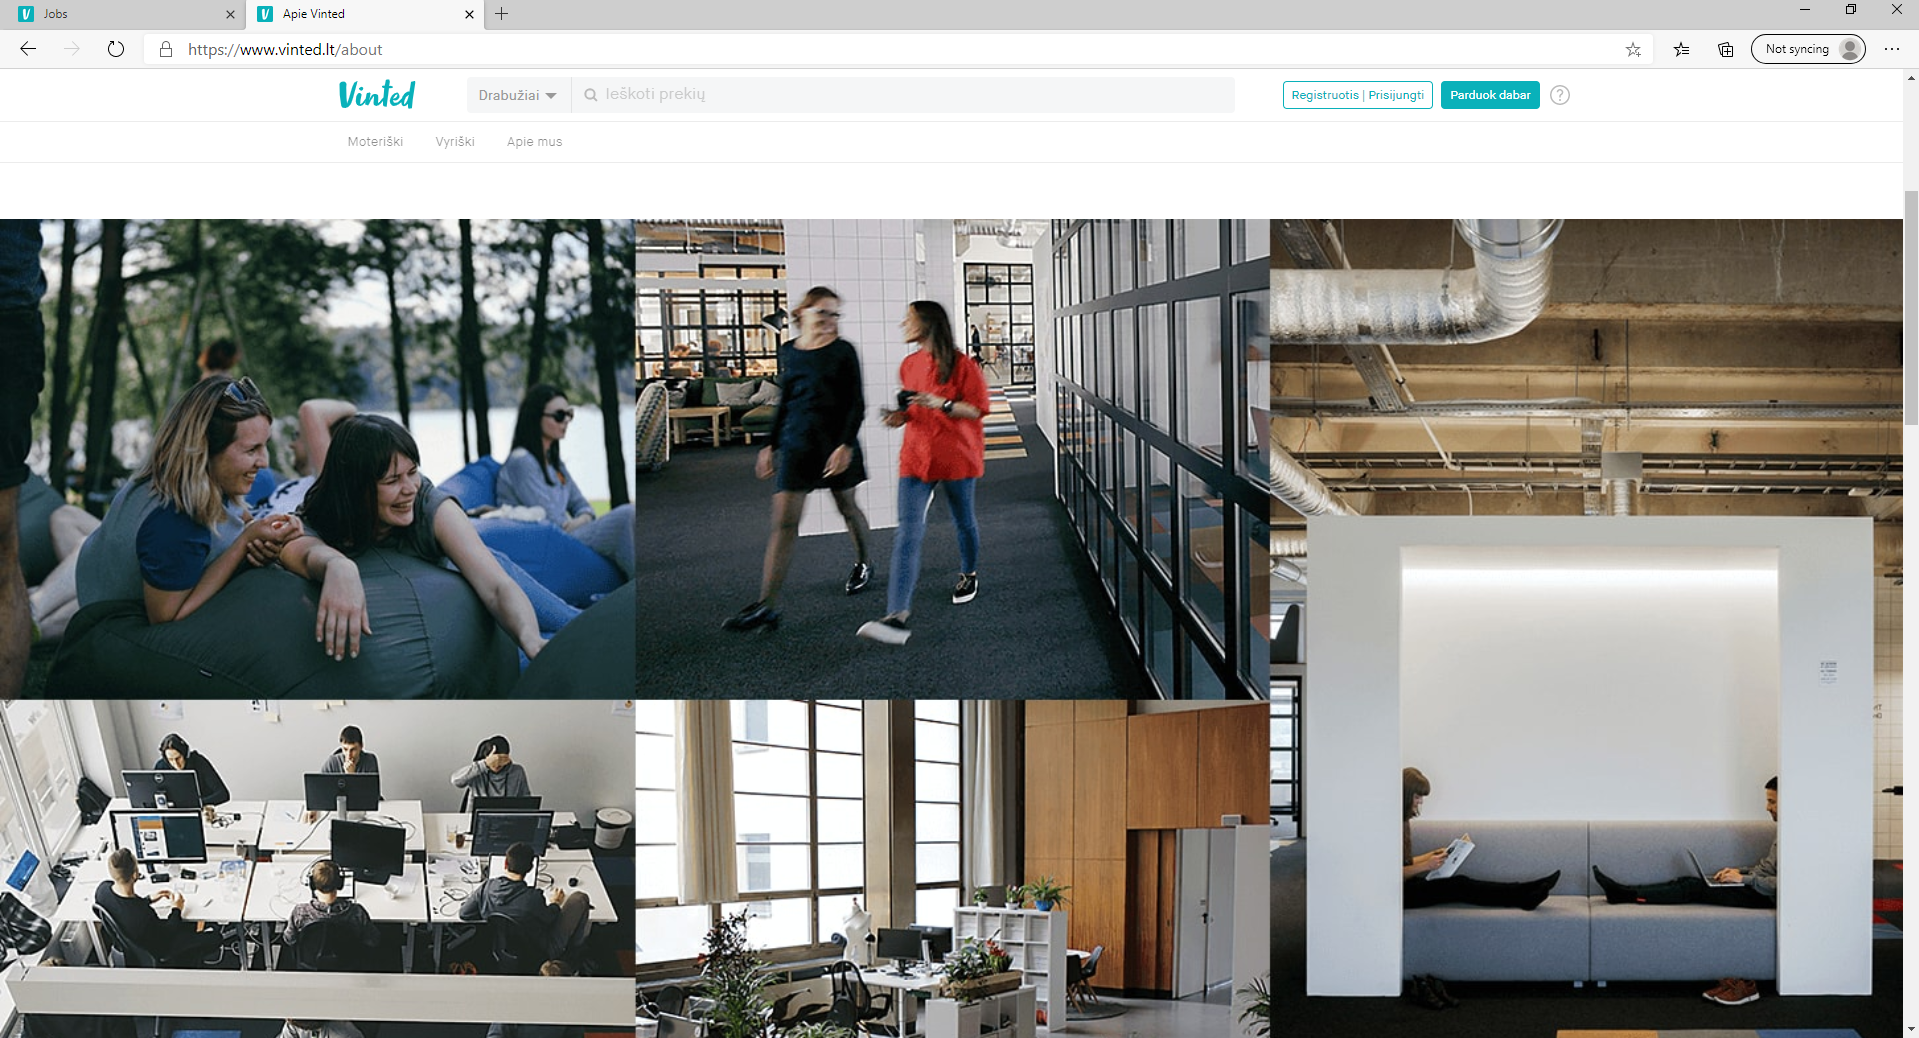 Jobs
Apie Vinted
https://www.vinted.lt/about
Not syncing
Vinted
Drabužiai
Ieškoti prekių
Registruotis | Prisijungti
Parduok dabar
Moteriški
Vyriški
Apie mus